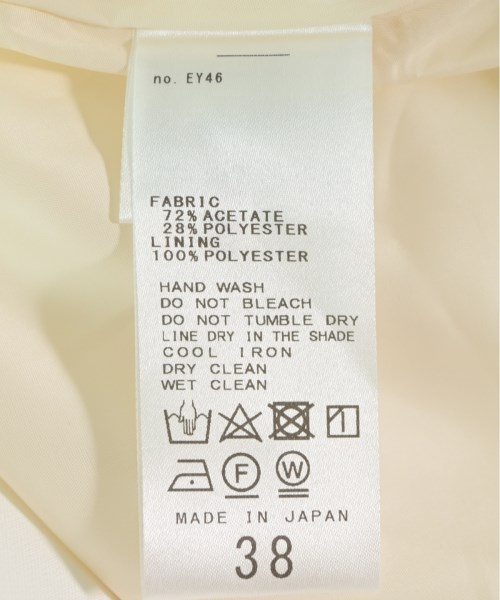 no. EY46
FABRIC
72% ACETATE
28% POLYESTER
LINING
100% POLYESTER
HAND WASH
DO NOT BLEACH
DO NOT TUMBLE DRY
LINE DRY IN THE SHADE
COOL IRON
DRY CLEAN
WET CLEAN
F W
MADE IN JAPAN
38